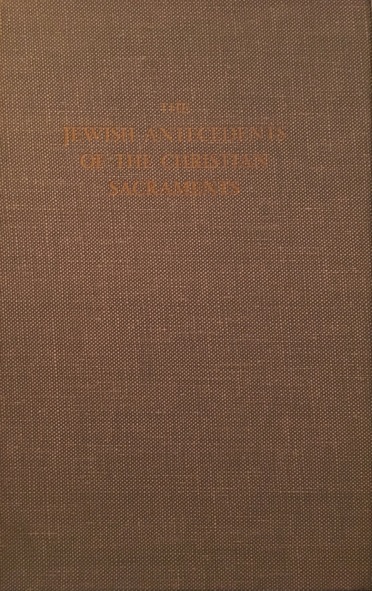 THE
JEWISH ANTECEDENTS
OF THE CHRISTIAN
SACRAMENTS